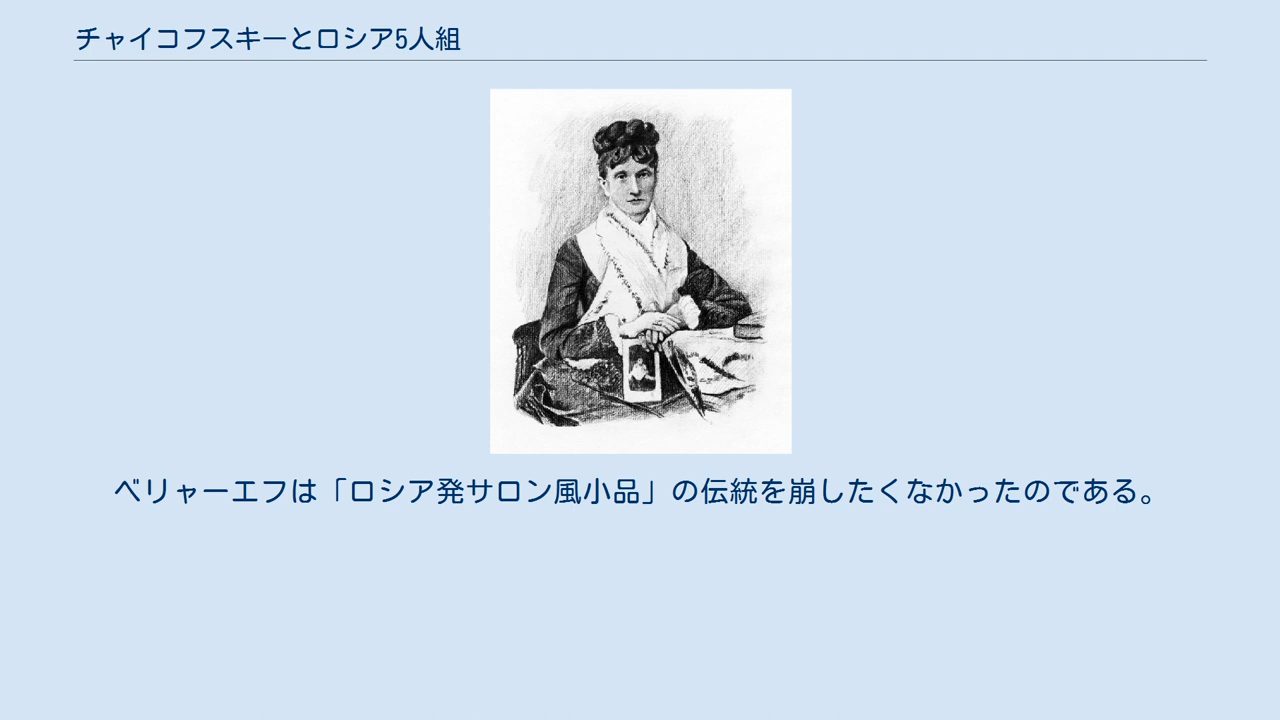 チャイコフスキーとロシア5人組
ベリャーエフは「ロシア発サロン風小品」の伝統を崩したくなかったのである。